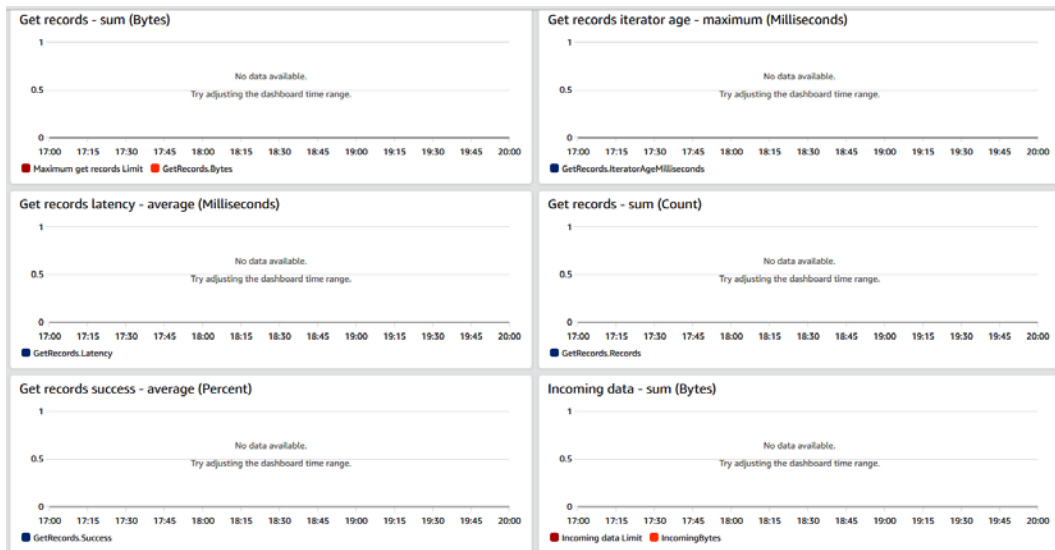 Get records - sum (Bytes)
1
No data available.
0.5
Try adjusting the dashboard time range.
0
17:00 17:15 17:30 17:45 18:00 18:15 18:30 18:45 19:00 19:15 19:30 19:45 20:00
Maximum get records Limit GetRecords.Bytes
Get records iterator age - maximum (Milliseconds)
1
No data available.
0.5
Try adjusting the dashboard time range.
0
17:00 17:15 17:30 17:45 18:00 18:15 18:30 18:45 19:00 19:15 19:30 19:45 20:00
GetRecords.IteratorAgeMilliseconds
Get records latency - average (Milliseconds)
1
No data available.
0.5
Try adjusting the dashboard time range.
0
17:00 17:15 17:30 17:45 18:00 18:15 18:30 18:45 19:00 19:15 19:30 19:45 20:00
GetRecords.Latency
Get records - sum (Count)
1
No data available.
0.5
Try adjusting the dashboard time range.
0
17:00 17:15 17:30 17:45 18:00 18:15 18:30 18:45 19:00 19:15 19:30 19:45 20:00
GetRecords.Records
Get records success - average (Percent)
1
No data available.
0.5
Try adjusting the dashboard time range.
0
17:00 17:15 17:30 17:45 18:00 18:15 18:30 18:45 19:00 19:15 19:30 19:45 20:00
GetRecords.Success
Incoming data - sum (Bytes)
1
No data available.
0.5
Try adjusting the dashboard time range.
0
17:00 17:15 17:30 17:45 18:00 18:15 18:30 18:45 19:00 19:15 19:30 19:45 20:00
Incoming data Limit IncomingBytes